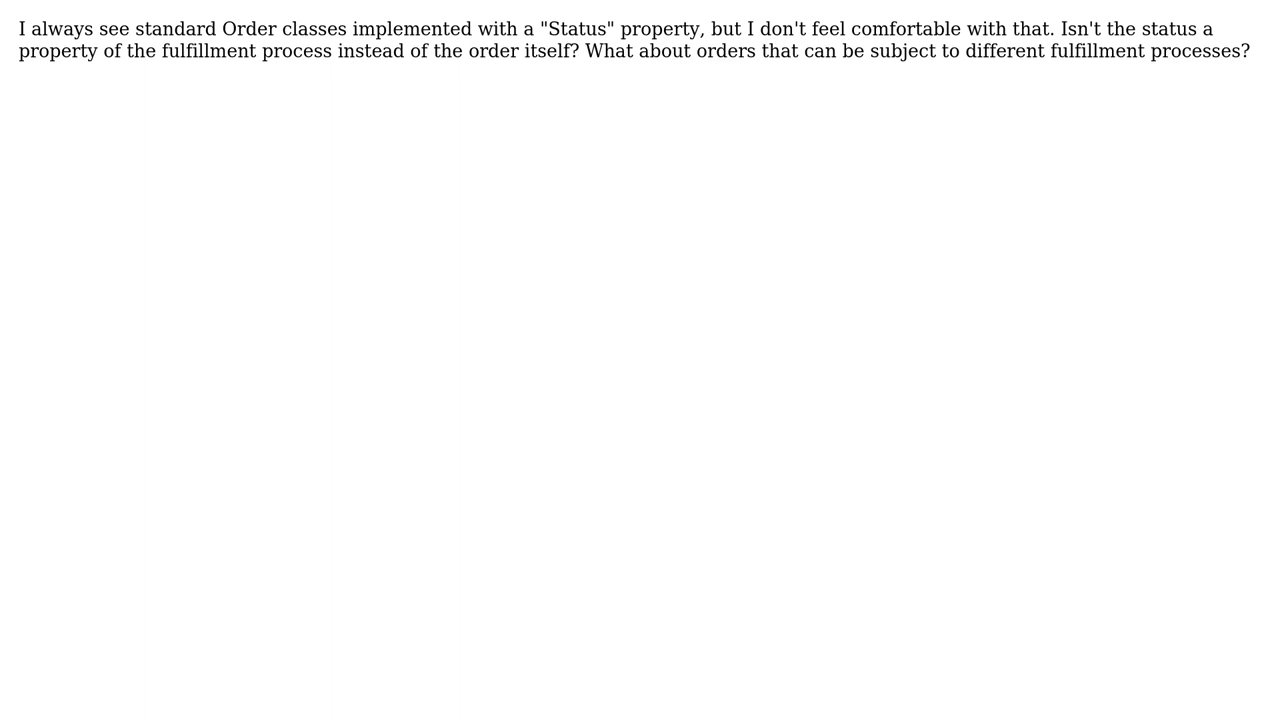 I always see standard Order classes implemented with a "Status" property, but I don't feel comfortable with that. Isn't the status a
property of the fulfillment process instead of the order itself? What about orders that can be subject to different fulfillment processes?